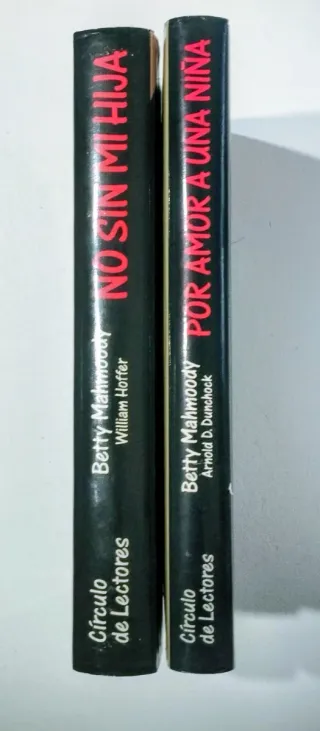 NO SIN MI HIJA
Betty Mahmoody
William Hoffer
Círculo
de Lectores
POR AMOR A UNA NIÑA
Betty Mahmoody
Arnold D. Dunchock
Círculo
de Lectores